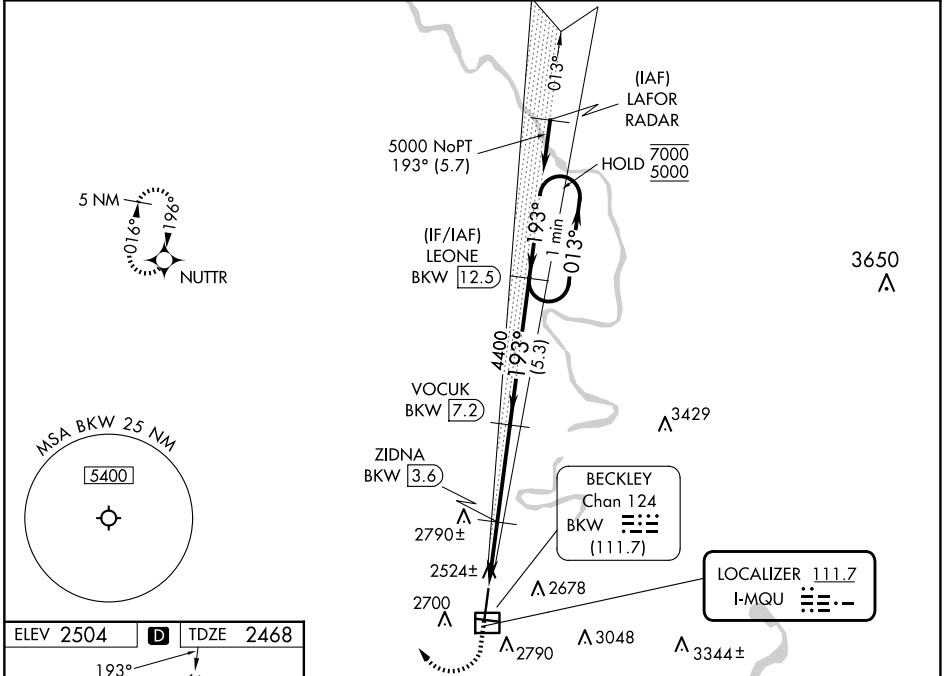 013°
(IAF)
LAFOR
RADAR
5000 NoPT
193° (5.7)
HOLD 7000
5000
5 NM
016°
196°
NUTTR
193°
1 min
013°
(IF/IAF)
LEONE
BKW 12.5
3650
4400
193°
(5.3)
VOCUK
BKW 7.2
3429
MSA BKW 25 NM
5400
ZIDNA
BKW 3.6
BECKLEY
Chan 124
BKW
(111.7)
2790±
2524±
2678
2700
LOCALIZER 111.7
I-MQU
2790
3048
3344±
ELEV 2504 D TDZE 2468
193°